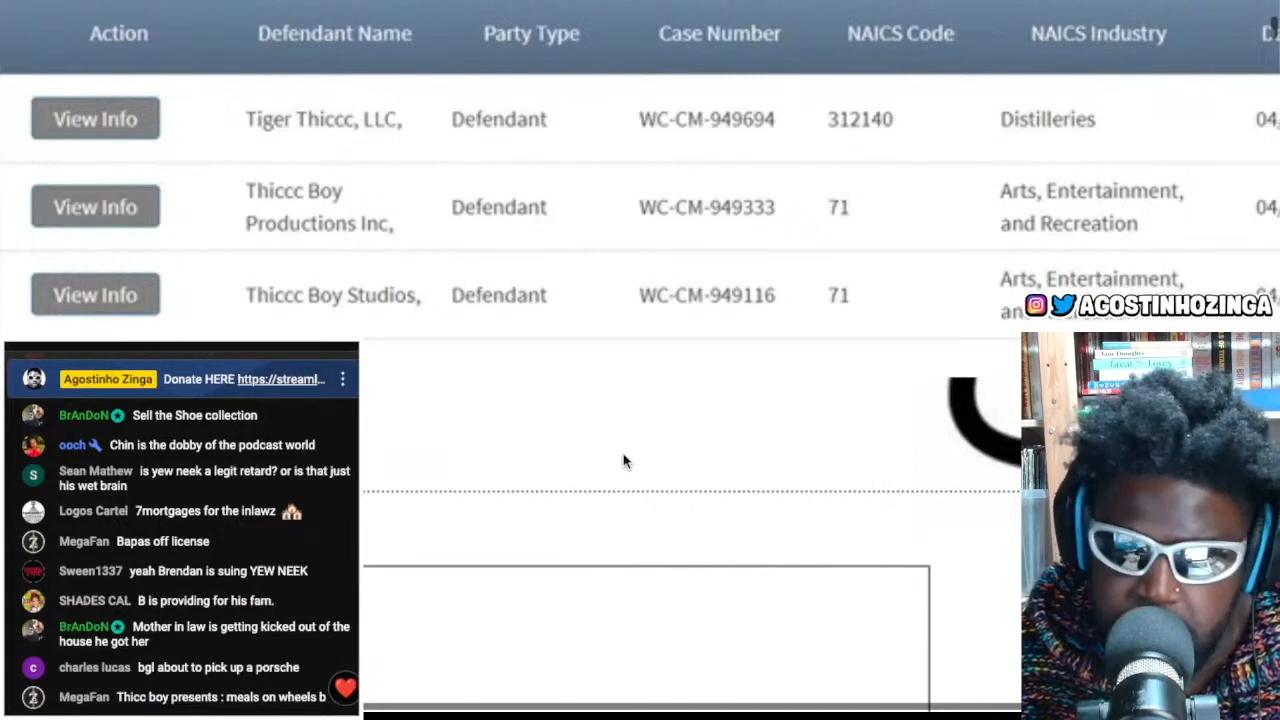 Action Defendant Name Party Type Case Number NAICS Code NAICS Industry
View Info Tiger Thiccc, LLC, Defendant WC-CM-949694 312140 Distilleries 04,
View Info Thiccc Boy Productions Inc, Defendant WC-CM-949333 71 Arts, Entertainment, and Recreation 04,
View Info Thiccc Boy Studios, Defendant WC-CM-949116 71 Arts, Entertainment,
AGOSTINHOZINGA
Agostinho Zinga Donate HERE https://streaml...
BrAnDoN Sell the Shoe collection
ooch Chin is the dobby of the podcast world
Sean Mathew is yew neek a legit retard? or is that just
his wet brain
Logos Cartel 7mortgages for the inlawz
MegaFan Bapas off license
Sween1337 yeah Brendan is suing YEW NEEK
SHADES CAL B is providing for his fam.
BrAnDoN Mother in law is getting kicked out of the
house he got her
charles lucas bgl about to pick up a porsche
MegaFan Thicc boy presents : meals on wheels b
Great Loves